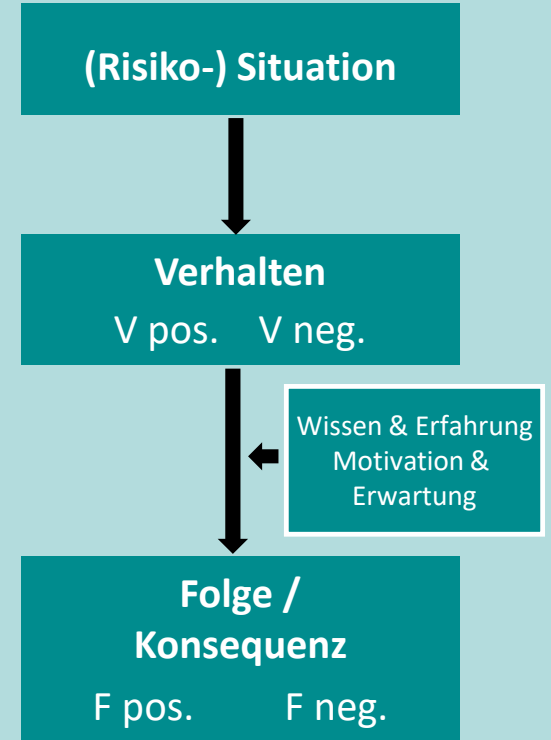 (Risiko-) Situation
Verhalten
V pos. V neg.
Wissen & Erfahrung
Motivation &
Erwartung
Folge /
Konsequenz
F pos. F neg.